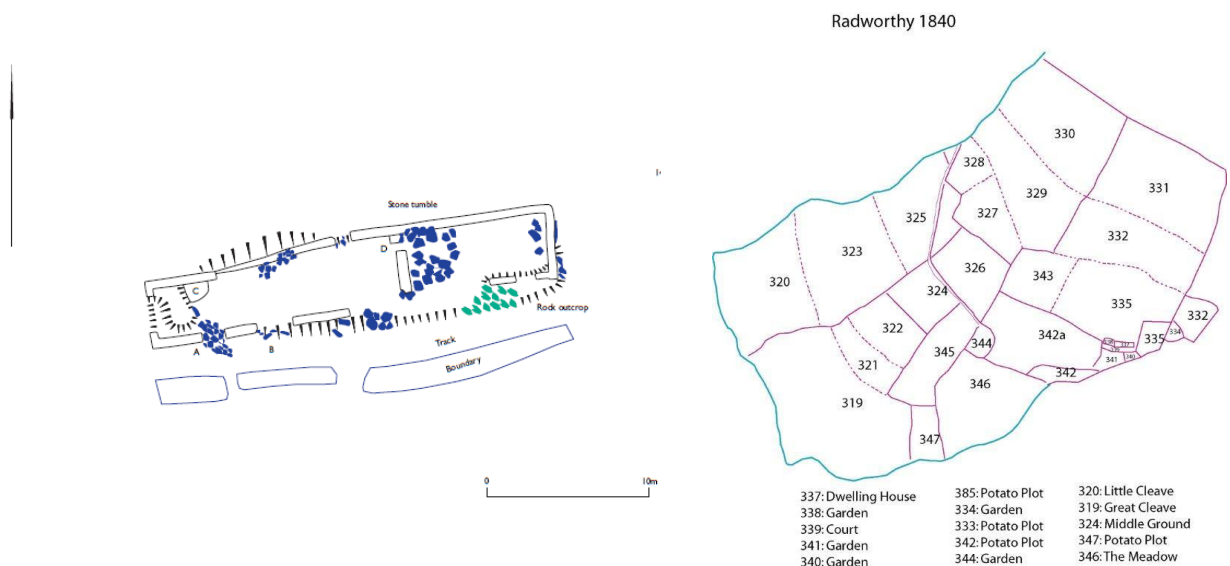 Radworthy 1840
Stone tumble
D
C
Rock outcrop
A
B
Track
Boundary
0 10m
330
328
331
329
325
327
332
323
326
343
320
335
324
332
322
342a
334
335
344
345
341
340
342
321
346
319
347
337: Dwelling House
338: Garden
339: Court
341: Garden
340: Garden
385: Potato Plot
334: Garden
333: Potato Plot
342: Potato Plot
344: Garden
320: Little Cleave
319: Great Cleave
324: Middle Ground
347: Potato Plot
346: The Meadow